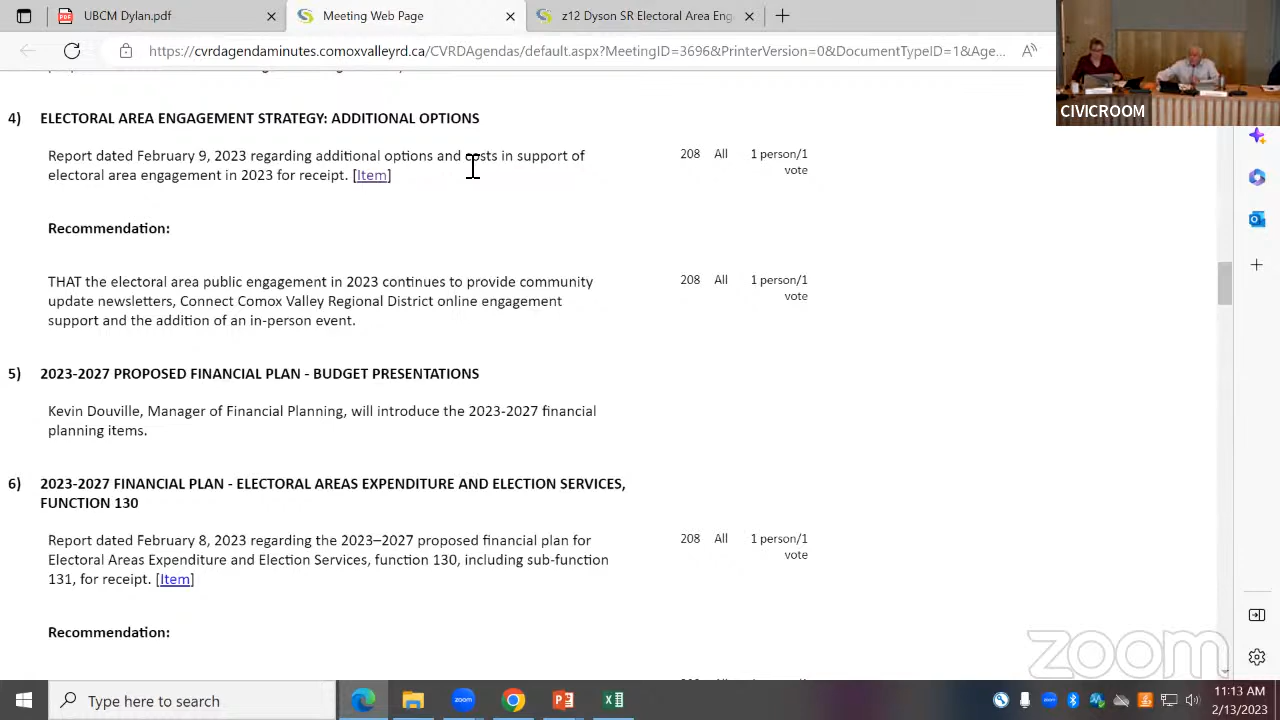 UBCM.pdf
Sample Web Page
z12 Dyson SR Electoral Area Eng
https://cvrdagendaminutes.comoxvalleyrd.ca/CVRDAgendas/default.aspx?MeetingID=3696&PrinterVersion=0&DocumentTypeID=1&Age...
CIVICROOM
4) ELECTORAL AREA ENGAGEMENT STRATEGY: ADDITIONAL OPTIONS
Report dated February 9, 2023 regarding additional options and costs in support of
electoral area engagement in 2023 for receipt. [Item]
208 All 1 person/1
vote
Recommendation:
THAT the electoral area public engagement in 2023 continues to provide community
update newsletters, Connect Comox Valley Regional District online engagement
support and the addition of an in-person event.
208 All 1 person/1
vote
5) 2023-2027 PROPOSED FINANCIAL PLAN - BUDGET PRESENTATIONS
Kevin Douville, Manager of Financial Planning, will introduce the 2023-2027 financial
planning items.
6) 2023-2027 FINANCIAL PLAN - ELECTORAL AREAS EXPENDITURE AND ELECTION SERVICES,
FUNCTION 130
Report dated February 8, 2023 regarding the 2023–2027 proposed financial plan for
Electoral Areas Expenditure and Election Services, function 130, including sub-function
131, for receipt. [Item]
208 All 1 person/1
vote
Recommendation:
zoom
Type here to search
zoom
11:13 AM
2/13/2023